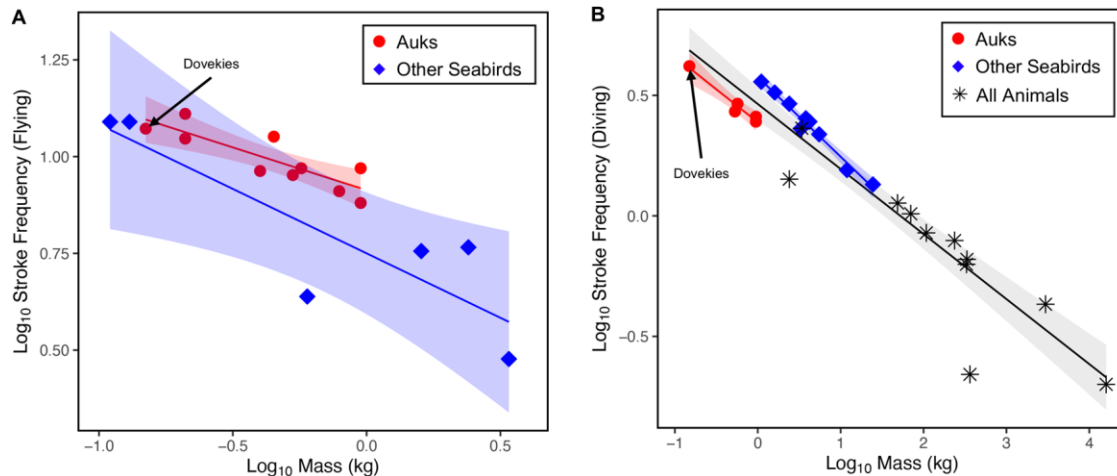 A
Auks
Other Seabirds
Dovekies
1.25
1.00
0.75
0.50
−1.0
−0.5
0.0
0.5
Log₁₀ Stroke Frequency (Flying)
Log₁₀ Mass (kg)
B
Auks
Other Seabirds
All Animals
Dovekies
0.5
0.0
−0.5
−1
0
1
2
3
4
Log₁₀ Stroke Frequency (Diving)
Log₁₀ Mass (kg)